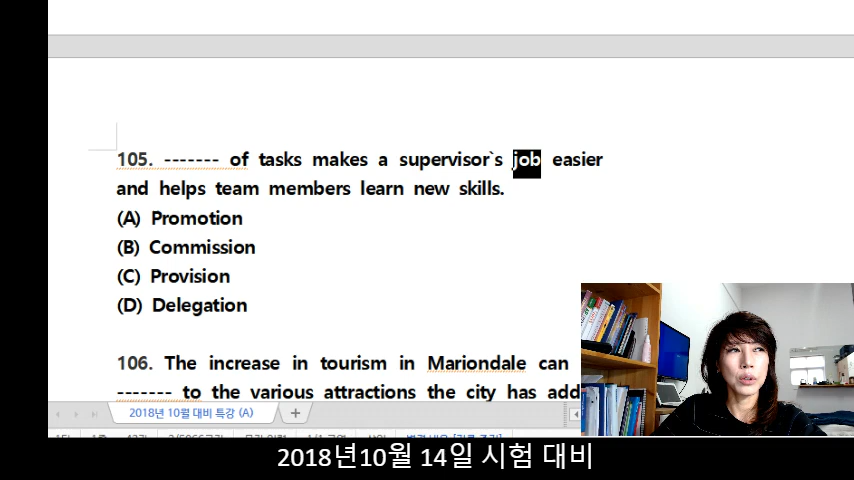 105. ------- of tasks makes a supervisor`s job easier
and helps team members learn new skills.
(A) Promotion
(B) Commission
(C) Provision
(D) Delegation
106. The increase in tourism in Mariondale can
------- to the various attractions the city has
2018년 10월 대비 특강 (A)
2018년10월 14일 시험 대비